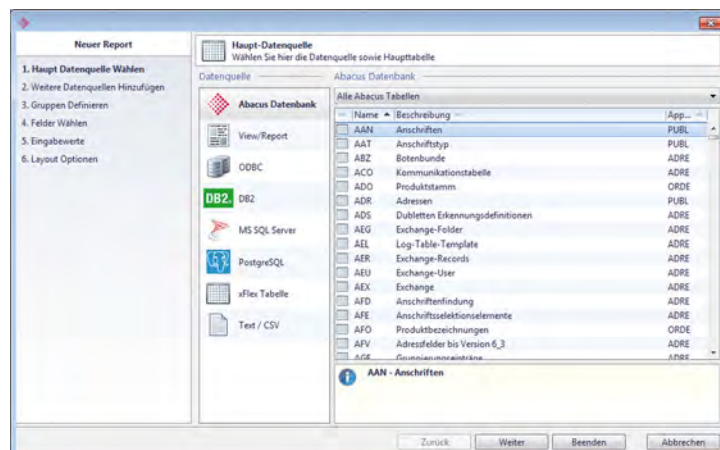 Neuer Report
1. Haupt Datenquelle Wählen
2. Weitere Datenquellen Hinzufügen
3. Gruppen Definieren
4. Felder Wählen
5. Eingabewerte
6. Layout Optionen
Haupt-Datenquelle
Wählen Sie hier die Datenquelle sowie Haupttabelle
Datenquelle
Abacus Datenbank
View/Report
ODBC
DB2. DB2
MS SQL Server
PostgreSQL
xFlex Tabelle
Text / CSV
Abacus Datenbank
Alle Abacus Tabellen
Name Beschreibung App...
AAN Anschriften PUBL
AAT Anschriftstyp PUBL
ABZ Botenbunde ADRE
ACO Kommunikationstabelle ADRE
ADO Produktstamm ORDE
ADR Adressen PUBL
ADS Dubletten Erkennungsdefinitionen ADRE
AEG Exchange-Folder ADRE
AEL Log-Table-Template ADRE
AER Exchange-Records ADRE
AEU Exchange-User ADRE
AEX Exchange ADRE
AFD Anschriftenfindung ADRE
AFE Anschriftsselektionselemente ADRE
AFO Produktbezeichnungen ORDE
AFV Adressfelder bis Version 6_3 ADRE
AGE Gruppierungseinträge ADRE
AAN - Anschriften
Zurück
Weiter
Beenden
Abbrechen